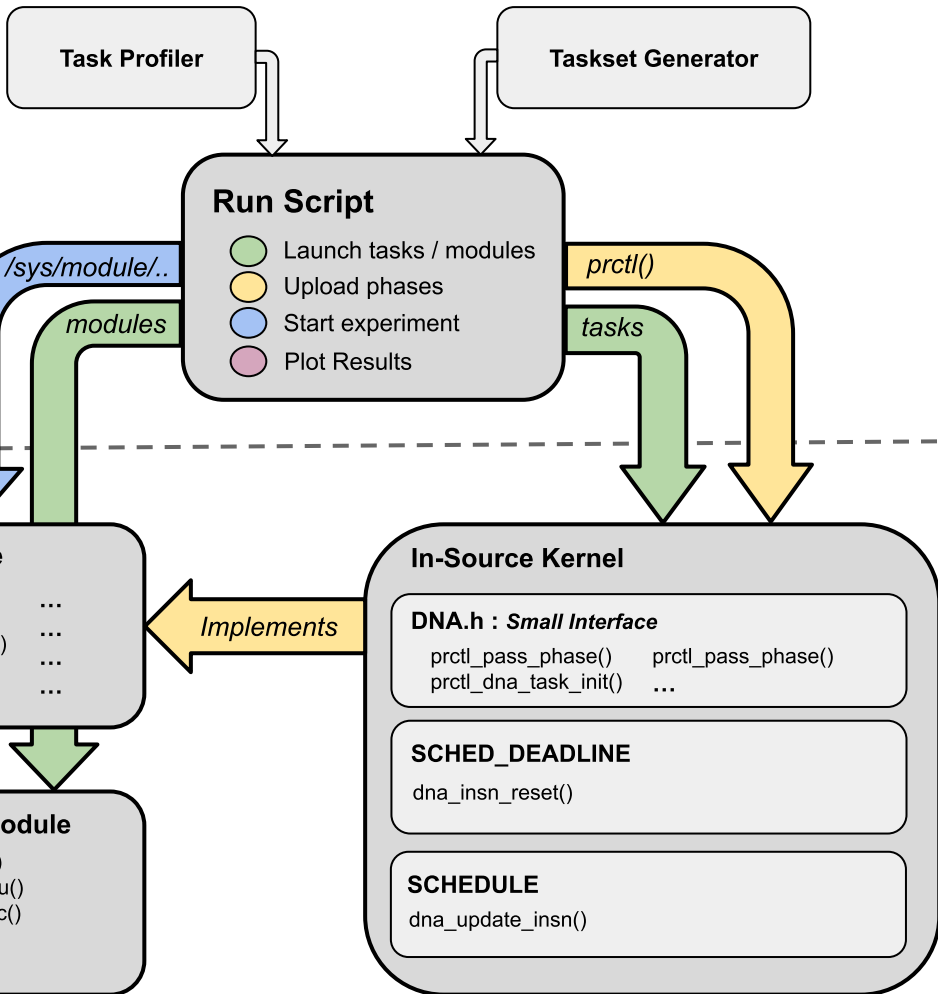 Task Profiler
Taskset Generator
Run Script
Launch tasks / modules
Upload phases
Start experiment
Plot Results
/sys/module/..
modules
prctl()
tasks
e
...
...
)
...
...
Implements
In-Source Kernel
DNA.h : Small Interface
prctl_pass_phase() prctl_pass_phase()
prctl_dna_task_init() ...
SCHED_DEADLINE
dna_insn_reset()
SCHEDULE
dna_update_insn()
odule
)
u()
c()